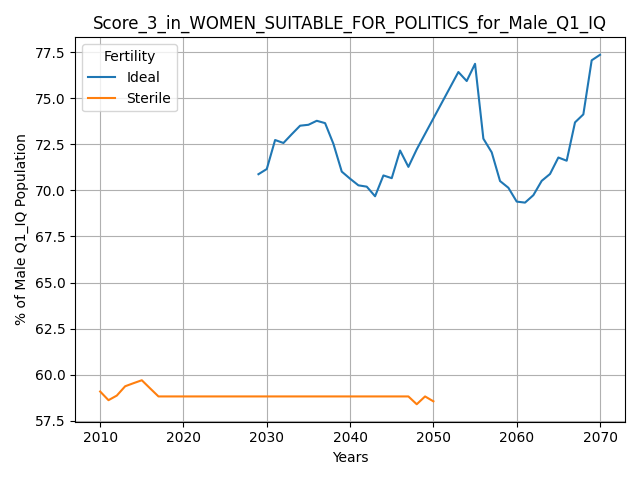 Score_3_in_WOMEN_SUITABLE_FOR_POLITICS_for_Male_Q1_IQ
Fertility
Ideal
Sterile
77.5
75.0
72.5
70.0
67.5
65.0
62.5
60.0
57.5
% of Male Q1_IQ Population
2010 2020 2030 2040 2050 2060 2070
Years